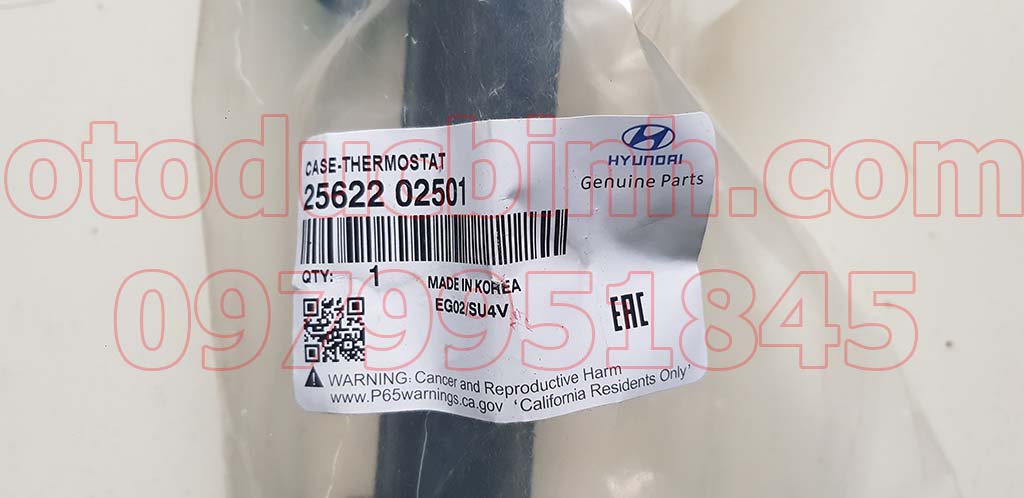 otoducbinh.com
0979951845
CASE-THERMOSTAT
25622 02501
HYUNDAI
Genuine Parts
QTY: 1
MADE IN KOREA
EG02/SU4V
EAC
WARNING: Cancer and Reproductive Harm
www.P65warnings.ca.gov 'California Residents Only'